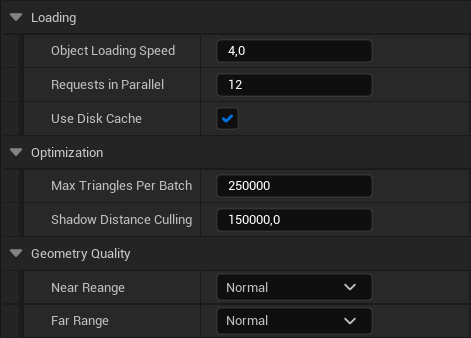 Loading
Object Loading Speed 4,0
Requests in Parallel 12
Use Disk Cache
Optimization
Max Triangles Per Batch 250000
Shadow Distance Culling 150000,0
Geometry Quality
Near Reange Normal
Far Range Normal